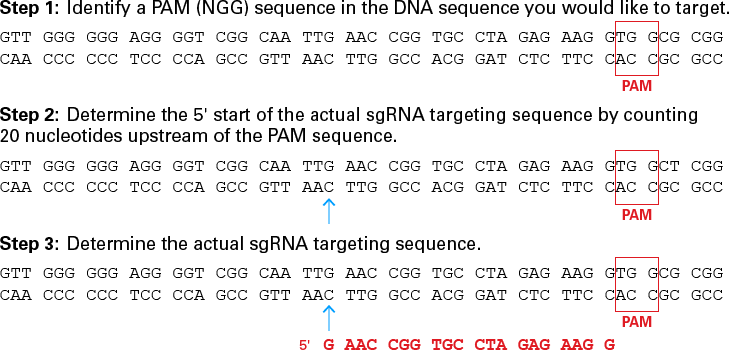 Step 1: Identify a PAM (NGG) sequence in the DNA sequence you would like to target.
GTT GGG GGG AGG GGT CGG CAA TTG AAC CGG TGC CTA GAG AAG GTG GCG CGG
CAA CCC CCC TCC CCA GCC GTT AAC TTG GCC ACG GAT CTC TTC CAC CGC GCC
PAM
Step 2: Determine the 5' start of the actual sgRNA targeting sequence by counting
20 nucleotides upstream of the PAM sequence.
GTT GGG GGG AGG GGT CGG CAA TTG AAC CGG TGC CTA GAG AAG GTG GCT CGG
CAA CCC CCC TCC CCA GCC GTT AAC TTG GCC ACG GAT CTC TTC CAC CGC GCC
PAM
Step 3: Determine the actual sgRNA targeting sequence.
GTT GGG GGG AGG GGT CGG CAA TTG AAC CGG TGC CTA GAG AAG GTG GCG CGG
CAA CCC CCC TCC CCA GCC GTT AAC TTG GCC ACG GAT CTC TTC CAC CGC GCC
PAM
5' G AAC CGG TGC CTA GAG AAG G